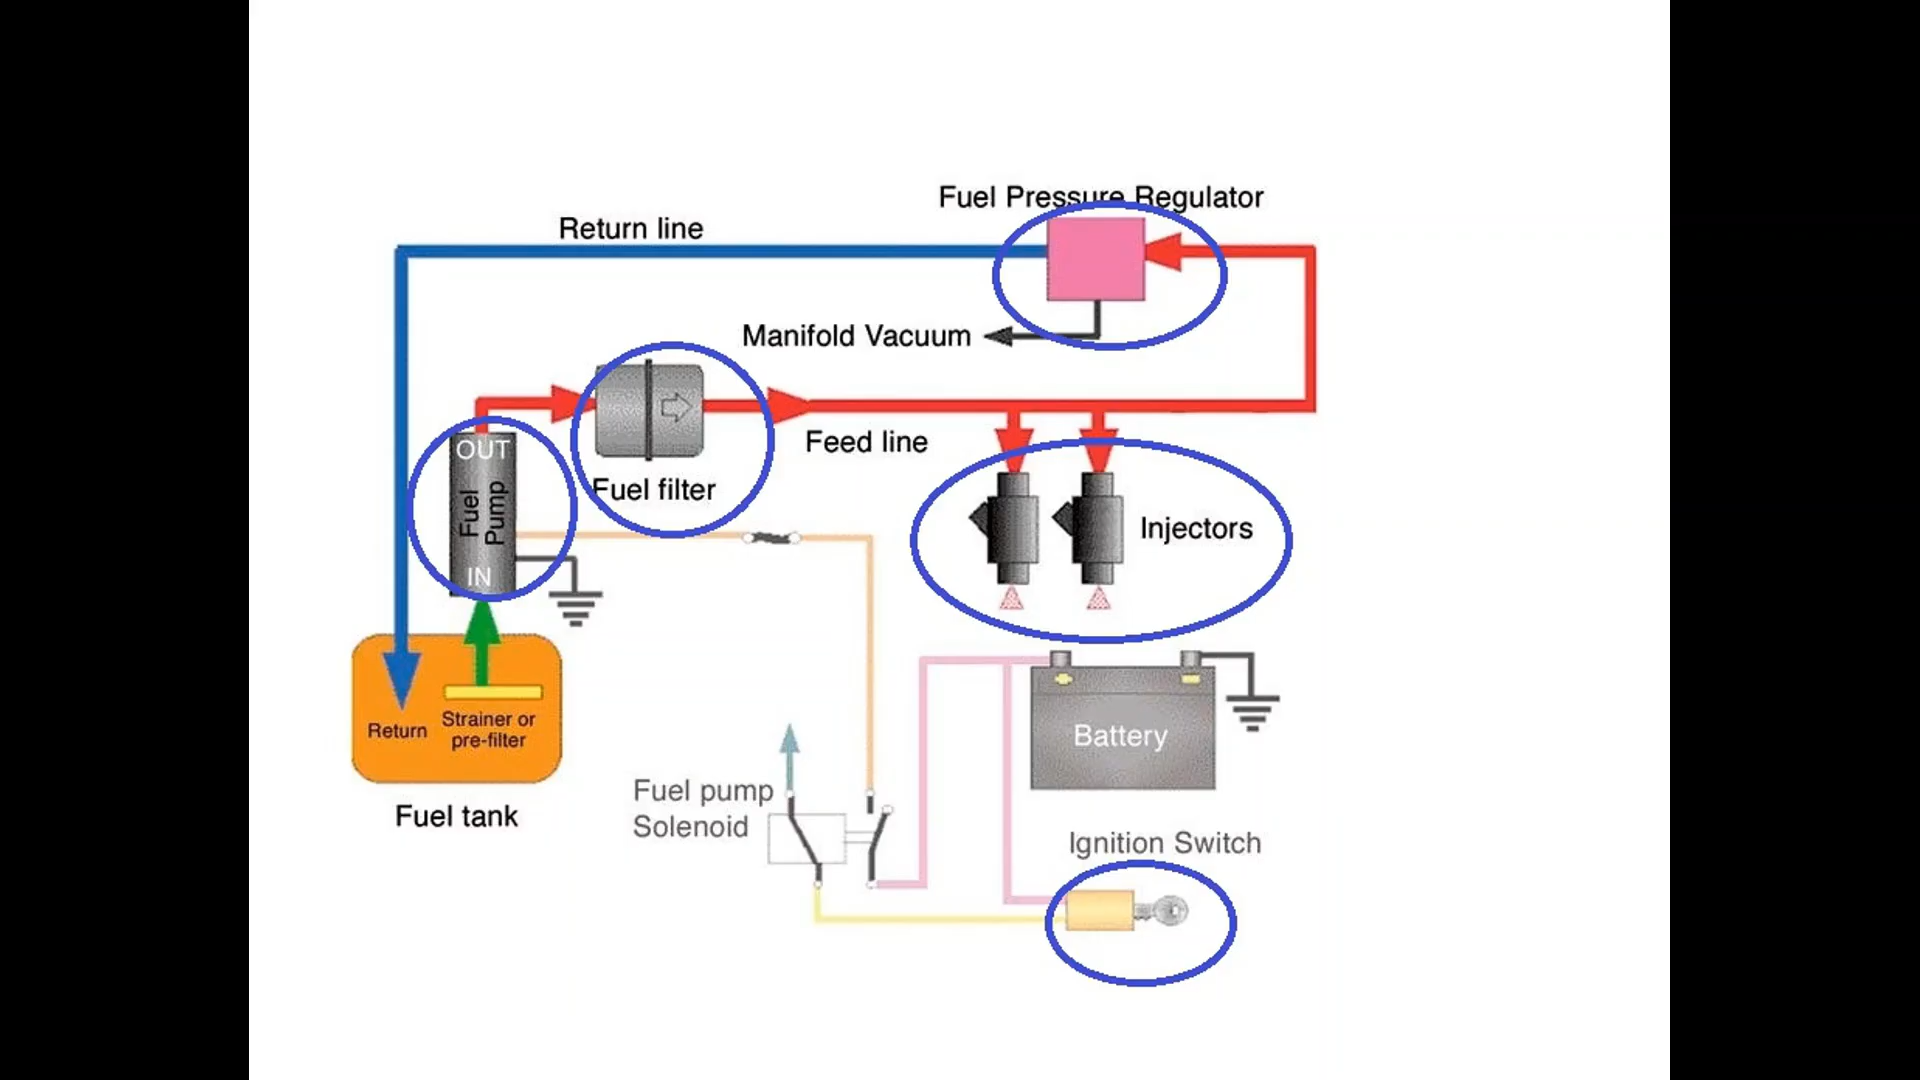 Fuel Pressure Regulator
Return line
Manifold Vacuum
Feed line
OUT
Fuel
Pump
IN
Fuel filter
Injectors
Return
Strainer or
pre-filter
Fuel tank
Battery
Fuel pump
Solenoid
Ignition Switch